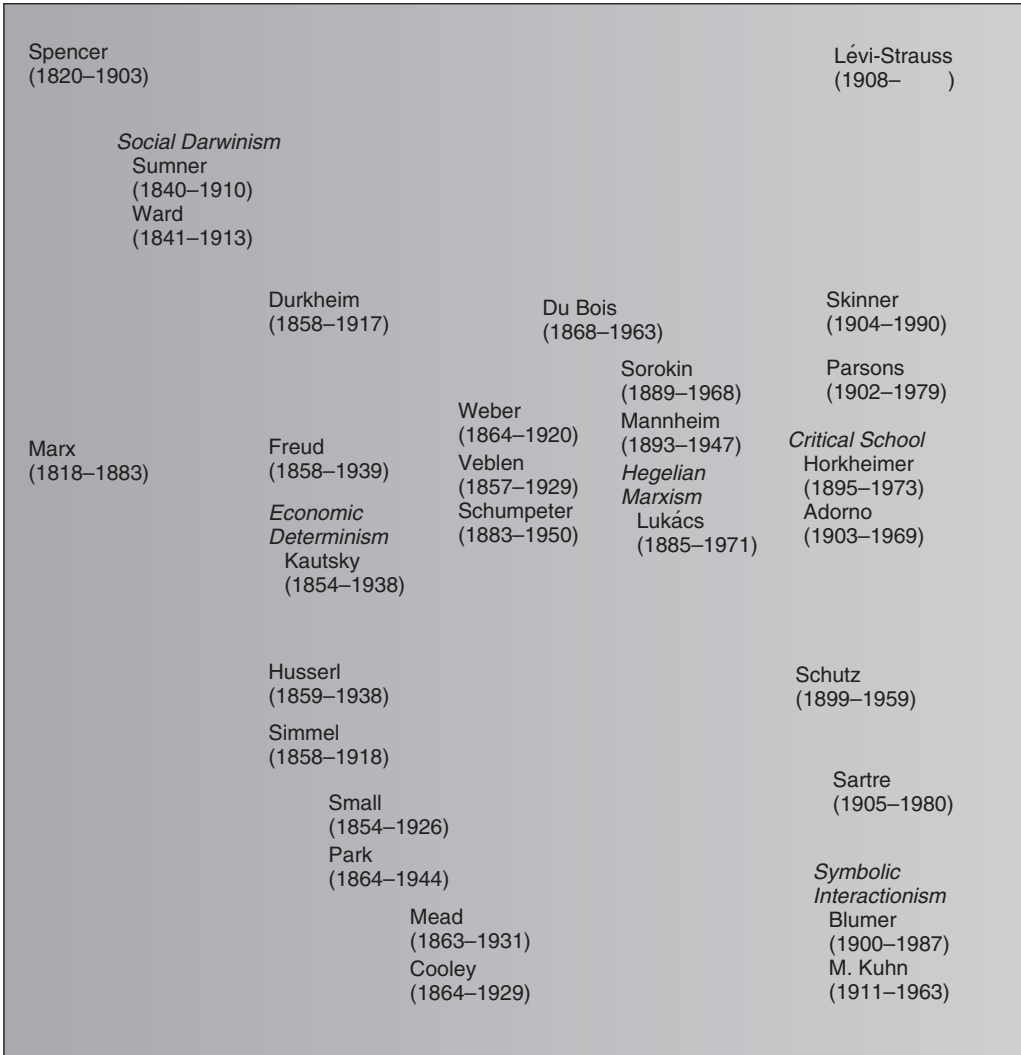 Spencer
(1820–1903)
Lévi-Strauss
(1908–        )
Social Darwinism
Sumner
(1840–1910)
Ward
(1841–1913)
Durkheim
(1858–1917)
Du Bois
(1868–1963)
Skinner
(1904–1990)
Sorokin
(1889–1968)
Parsons
(1902–1979)
Marx
(1818–1883)
Freud
(1858–1939)
Economic
Determinism
Kautsky
(1854–1938)
Weber
(1864–1920)
Veblen
(1857–1929)
Schumpeter
(1883–1950)
Mannheim
(1893–1947)
Hegelian
Marxism
Lukács
(1885–1971)
Critical School
Horkheimer
(1895–1973)
Adorno
(1903–1969)
Husserl
(1859–1938)
Schutz
(1899–1959)
Simmel
(1858–1918)
Sartre
(1905–1980)
Small
(1854–1926)
Park
(1864–1944)
Mead
(1863–1931)
Cooley
(1864–1929)
Symbolic
Interactionism
Blumer
(1900–1987)
M. Kuhn
(1911–1963)